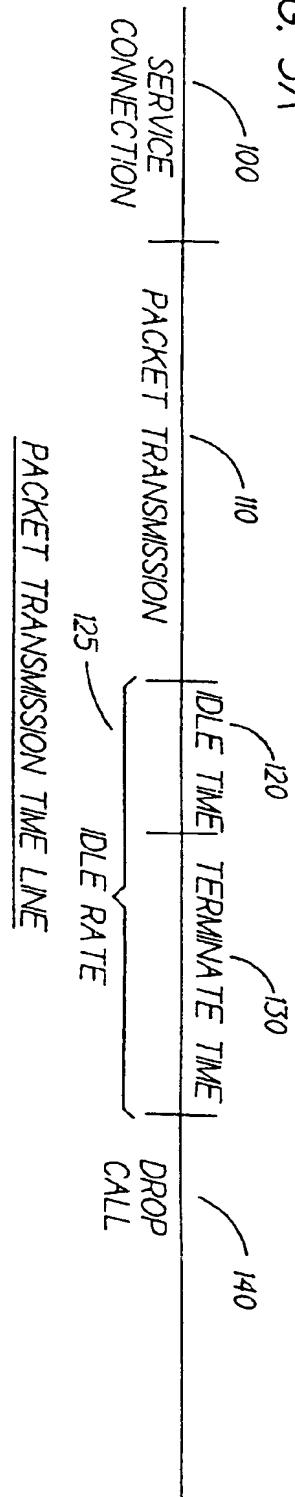 100
SERVICE
CONNECTION
110
PACKET TRANSMISSION
120
IDLE TIME
125
IDLE RATE
130
TERMINATE TIME
140
DROP
CALL
PACKET TRANSMISSION TIME LINE